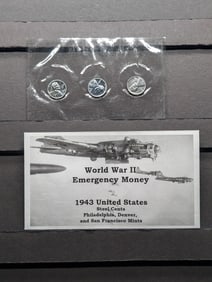 World War II
Emergency Money
1943 United States
Steel Cents
Philadelphia, Denver,
and San Francisco Mints